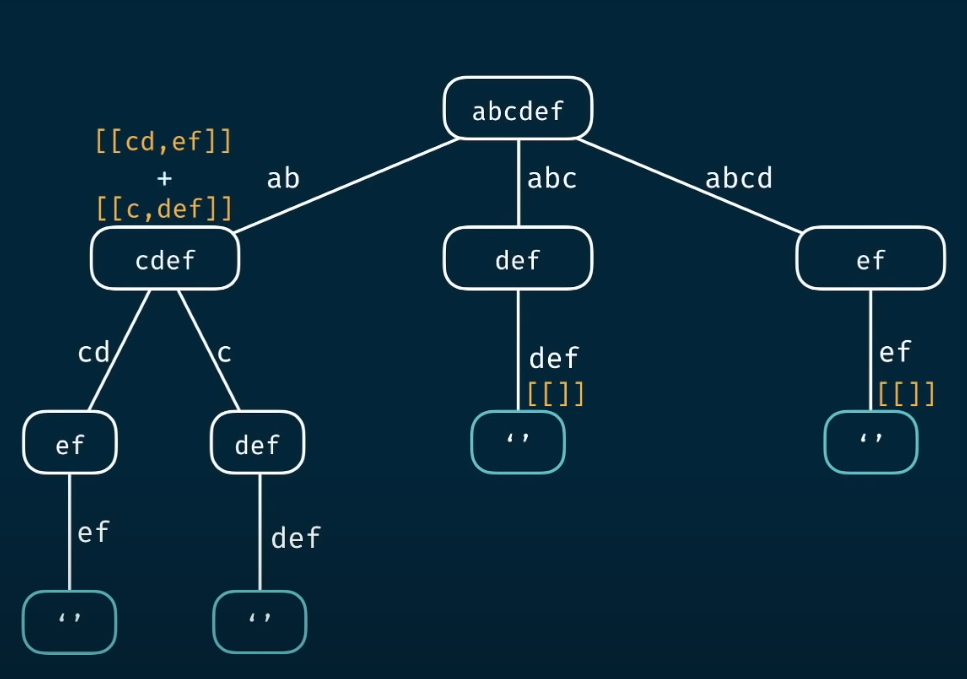 abcdef
[[cd,ef]]
+
[[c,def]]
ab
abc
abcd
cdef
def
ef
cd
c
def
[[]]
ef
[[]]
ef
def
‘’
‘’
ef
def
‘’
‘’